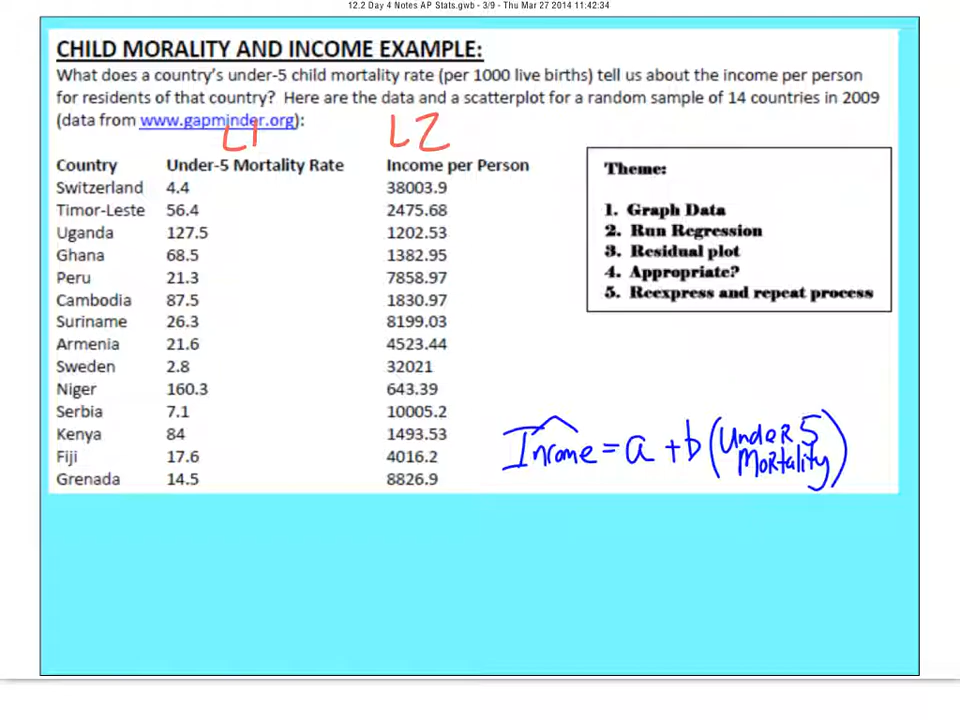 12.2 Day 4 Notes AP Stats.gwb - 3/9 - Thu Mar 27 2014 11:42:34
CHILD MORALITY AND INCOME EXAMPLE:
What does a country's under-5 child mortality rate (per 1000 live births) tell us about the income per person
for residents of that country? Here are the data and a scatterplot for a random sample of 14 countries in 2009
(data from www.gapminder.org):
L1 L2
Country Under-5 Mortality Rate Income per Person
Switzerland 4.4 38003.9
Timor-Leste 56.4 2475.68
Uganda 127.5 1202.53
Ghana 68.5 1382.95
Peru 21.3 7858.97
Cambodia 87.5 1830.97
Suriname 26.3 8199.03
Armenia 21.6 4523.44
Sweden 2.8 32021
Niger 160.3 643.39
Serbia 7.1 10005.2
Kenya 84 1493.53
Fiji 17.6 4016.2
Grenada 14.5 8826.9
Theme:
1. Graph Data
2. Run Regression
3. Residual plot
4. Appropriate?
5. Reexpress and repeat process
Income = a + b (Under 5
Mortality)